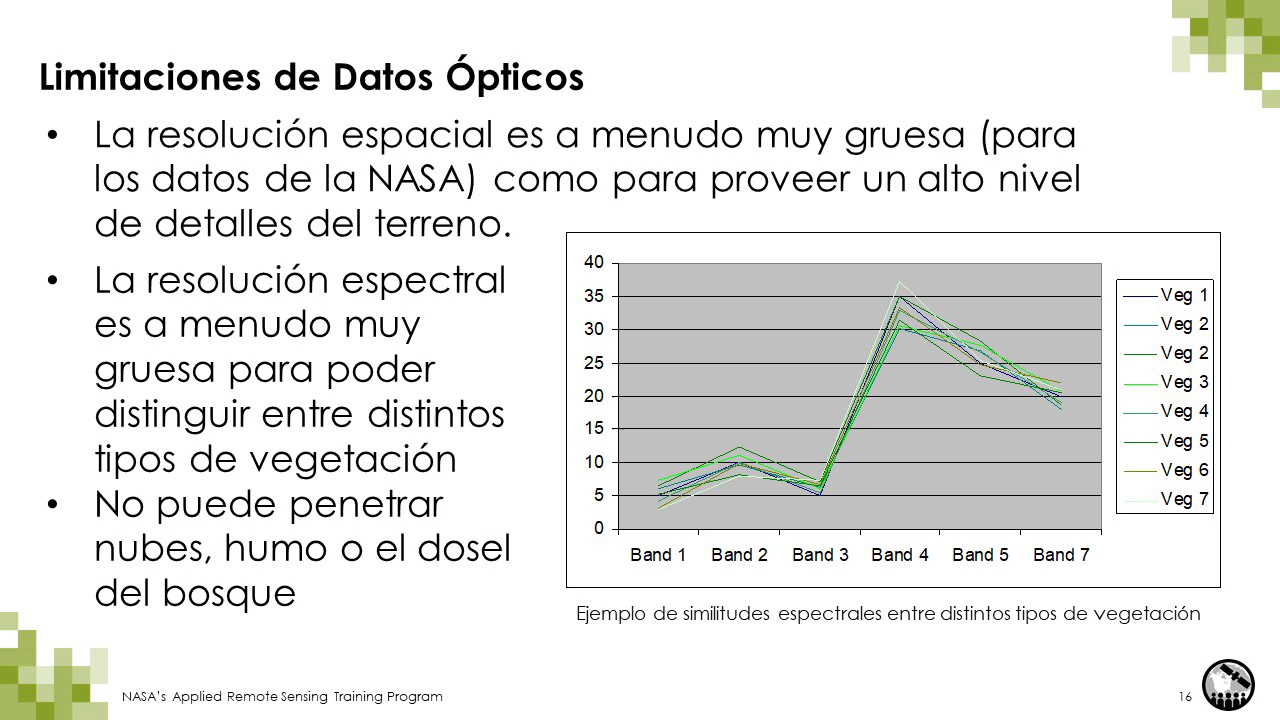 Limitaciones de Datos Ópticos
• La resolución espacial es a menudo muy gruesa (para
los datos de la NASA) como para proveer un alto nivel
de detalles del terreno.
• La resolución espectral
es a menudo muy
gruesa para poder
distinguir entre distintos
tipos de vegetación
• No puede penetrar
nubes, humo o el dosel
del bosque
40
35
30
25
20
15
10
5
0
Band 1 Band 2 Band 3 Band 4 Band 5 Band 7
Veg 1
Veg 2
Veg 2
Veg 3
Veg 4
Veg 5
Veg 6
Veg 7
Ejemplo de similitudes espectrales entre distintos tipos de vegetación
NASA's Applied Remote Sensing Training Program
16